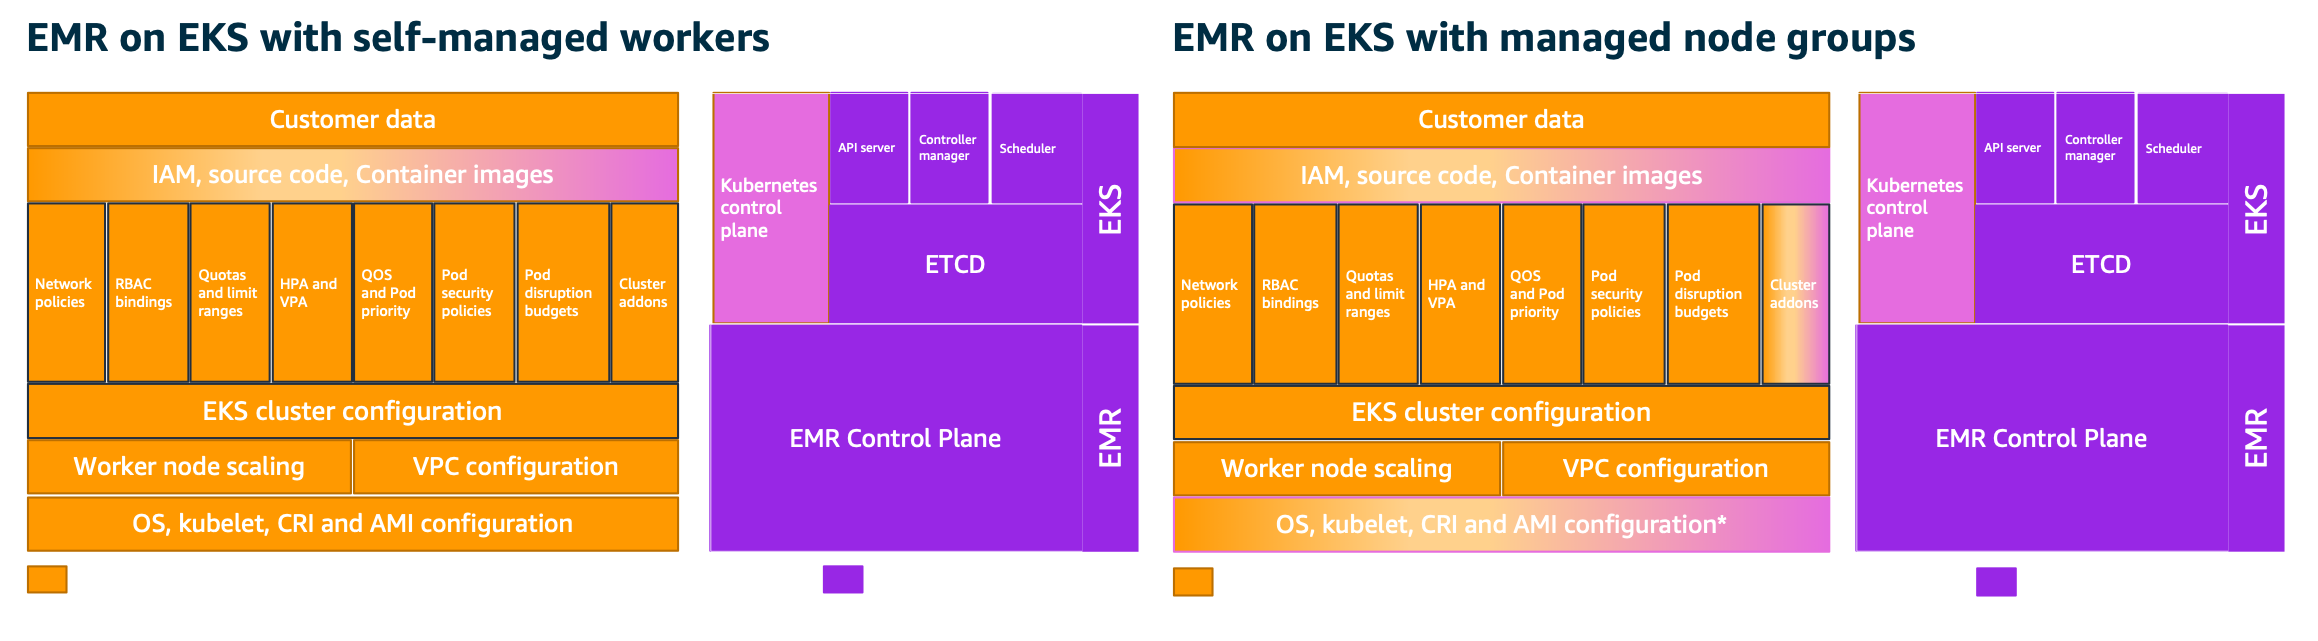 EMR on EKS with self-managed workers
Customer data
IAM, source code, Container images
Network
policies
RBAC
bindings
Quotas
and limit
ranges
HPA and
VPA
QOS
and Pod
priority
Pod
security
policies
Pod
disruption
budgets
Cluster
addons
EKS cluster configuration
Worker node scaling
VPC configuration
OS, kubelet, CRI and AMI configuration
Kubernetes
control
plane
API server
Controller
manager
Scheduler
ETCD
EKS
EMR Control Plane
EMR
EMR on EKS with managed node groups
Customer data
IAM, source code, Container images
Network
policies
RBAC
bindings
Quotas
and limit
ranges
HPA and
VPA
QOS
and Pod
priority
Pod
security
policies
Pod
disruption
budgets
Cluster
addons
EKS cluster configuration
Worker node scaling
VPC configuration
OS, kubelet, CRI and AMI configuration*
Kubernetes
control
plane
API server
Controller
manager
Scheduler
ETCD
EKS
EMR Control Plane
EMR